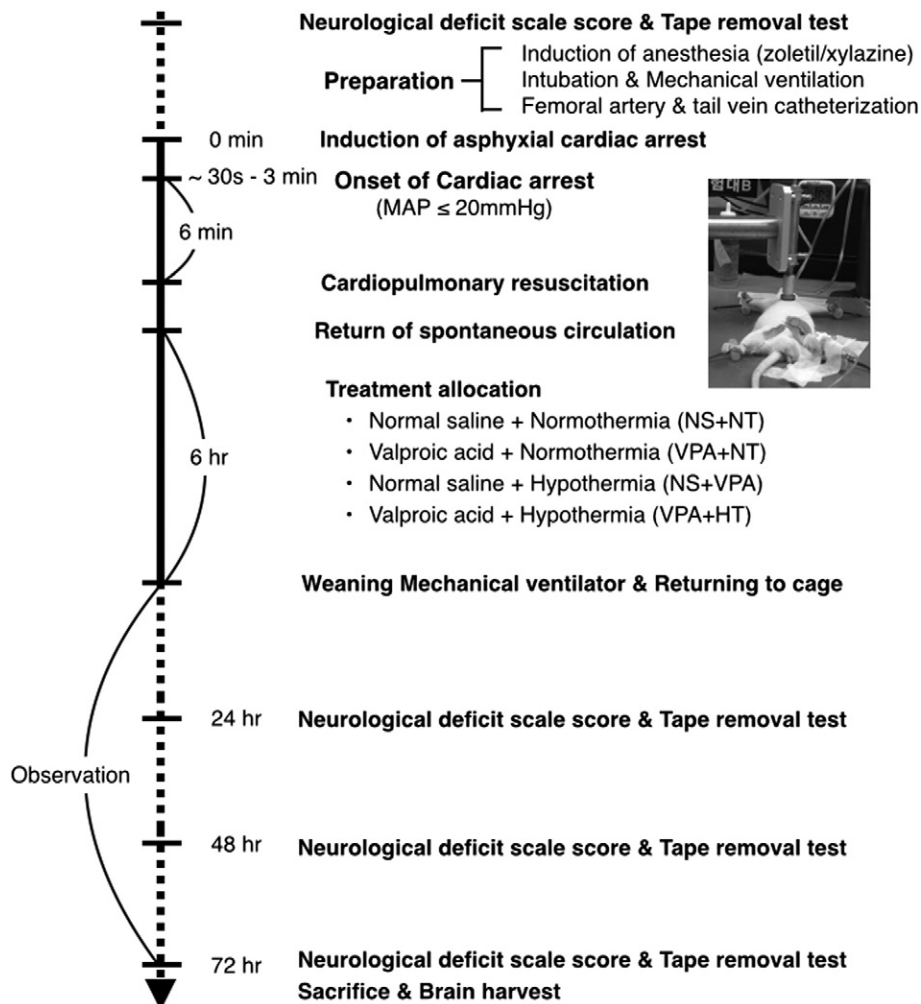 Neurological deficit scale score & Tape removal test
Preparation
Induction of anesthesia (zoletil/xylazine)
Intubation & Mechanical ventilation
Femoral artery & tail vein catheterization
0 min Induction of asphyxial cardiac arrest
~ 30s - 3 min Onset of Cardiac arrest
(MAP ≤ 20mmHg)
6 min
험대B
Cardiopulmonary resuscitation
Return of spontaneous circulation
Treatment allocation
· Normal saline + Normothermia (NS+NT)
· Valproic acid + Normothermia (VPA+NT)
· Normal saline + Hypothermia (NS+VPA)
· Valproic acid + Hypothermia (VPA+HT)
6 hr
Weaning Mechanical ventilator & Returning to cage
24 hr Neurological deficit scale score & Tape removal test
Observation
48 hr Neurological deficit scale score & Tape removal test
72 hr Neurological deficit scale score & Tape removal test
Sacrifice & Brain harvest